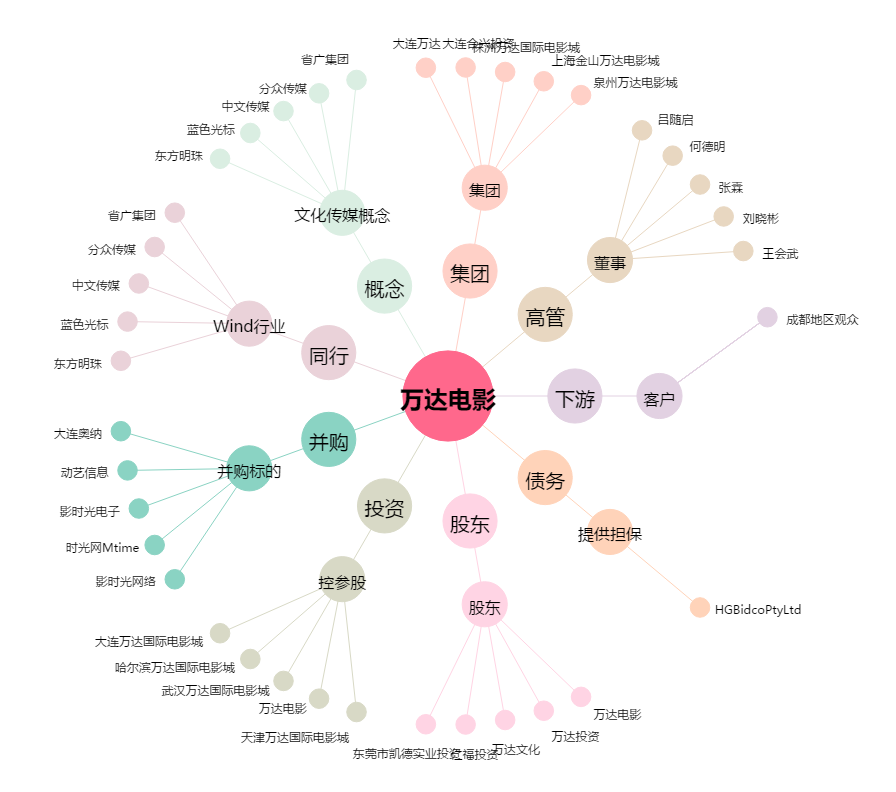 大连万达
大连合兴投资
株洲万达国际电影城
上海金山万达电影城
泉州万达电影城
集团
集团
省广集团
分众传媒
中文传媒
蓝色光标
东方明珠
文化传媒概念
概念
吕随启
何德明
张霖
刘晓彬
王会武
董事
高管
省广集团
分众传媒
中文传媒
蓝色光标
东方明珠
Wind行业
同行
万达电影
下游
客户
成都地区观众
大连奥纳
动艺信息
影时光电子
时光网Mtime
影时光网络
并购标的
并购
投资
控参股
大连万达国际电影城
哈尔滨万达国际电影城
武汉万达国际电影城
万达电影
天津万达国际电影城
股东
股东
东莞市凯德实业投资
红福投资
万达文化
万达投资
万达电影
债务
提供担保
HGBidcoPtyLtd